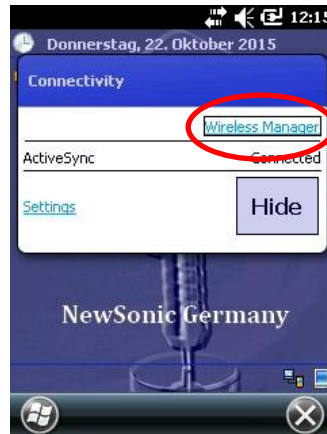 12:15
Donnerstag, 22. Oktober 2015
Connectivity
Wireless Manager
ActiveSync Connected
Settings Hide
NewSonic Germany